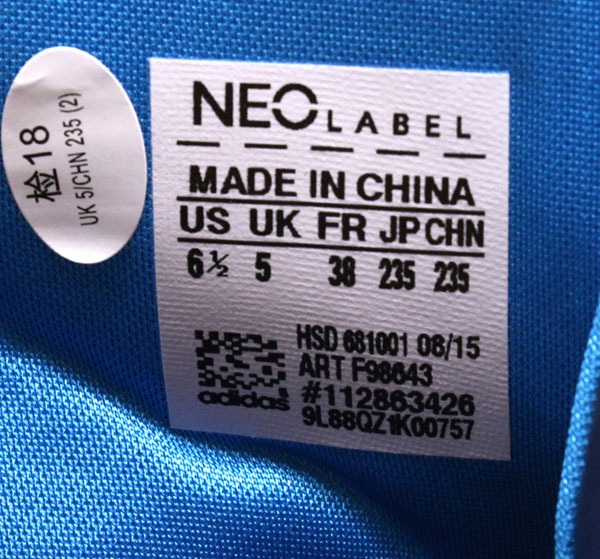 检18
UK 5/CHN 235 (2)
NEO LABEL
MADE IN CHINA
US UK FR JP CHN
6½ 5 38 235 235
HSD 681001 08/15
ART F98643
#112863426
9L88QZ1K00757
adidas